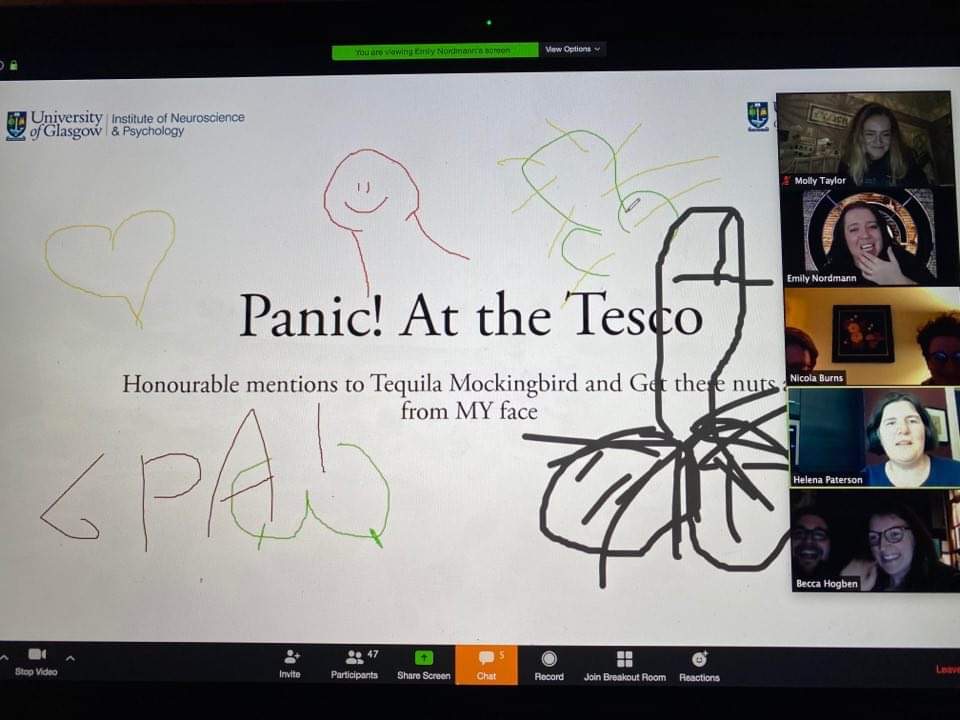 You are viewing Emily Nordmann's screen
View Options
University
of Glasgow
Institute of Neuroscience
& Psychology
Panic! At the Tesco
Honourable mentions to Tequila Mockingbird and Get these nuts
from MY face
GPA
Molly Taylor
Emily Nordmann
Nicola Burns
Helena Paterson
Becca Hogben
Stop Video
Invite
47
Participants
Share Screen
5
Chat
Record
Join Breakout Room
Reactions
Leave